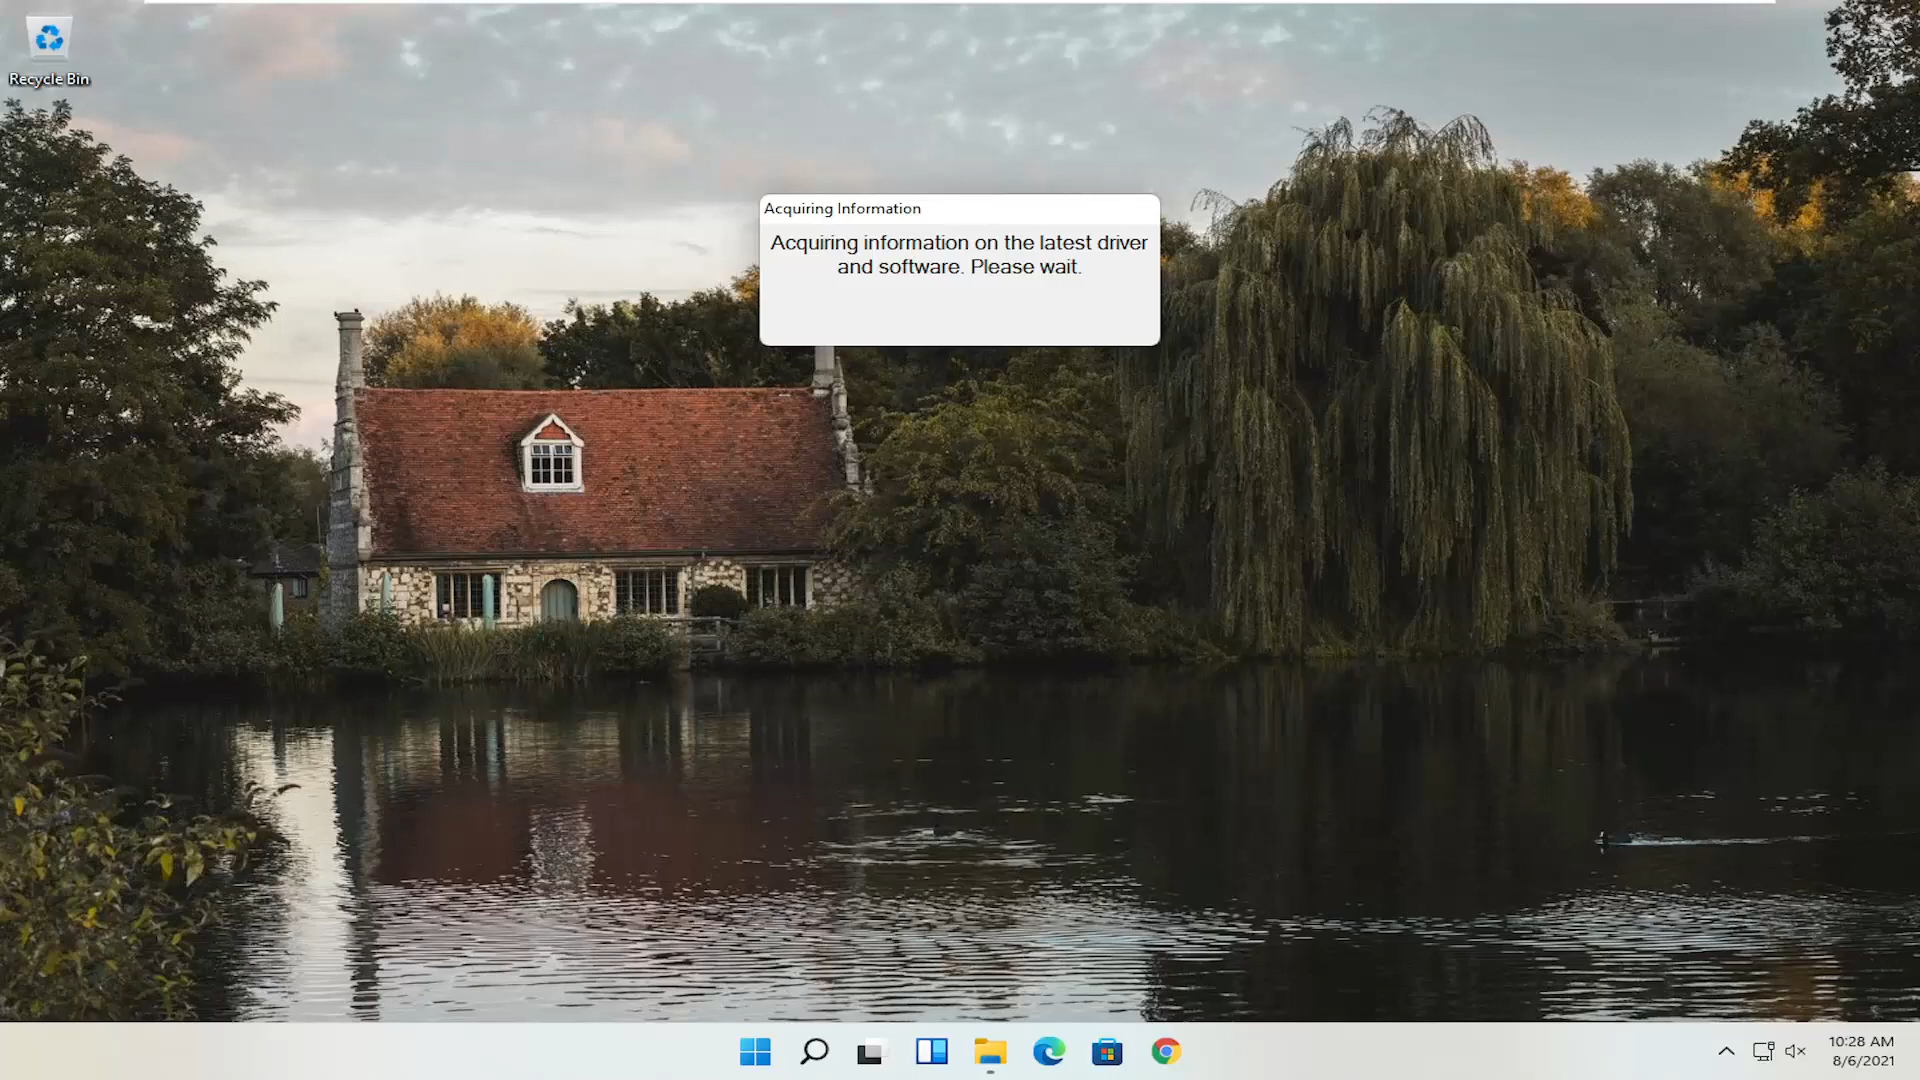 Recycle Bin
Acquiring Information
Acquiring information on the latest driver
and software. Please wait.
10:28 AM
8/6/2021